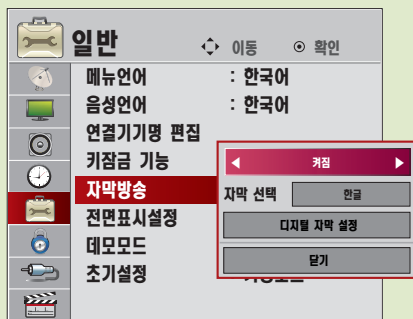 일반 이동 확인
메뉴언어 : 한국어
음성언어 : 한국어
연결기기명 편집
키잠금 기능
자막방송
전면표시설정
데모모드
초기설정
켜짐
자막 선택 한글
디지털 자막 설정
닫기